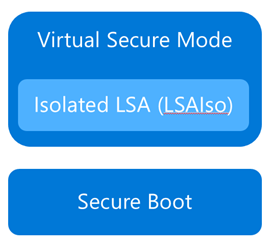 Virtual Secure Mode
Isolated LSA (LSAIso)
Secure Boot